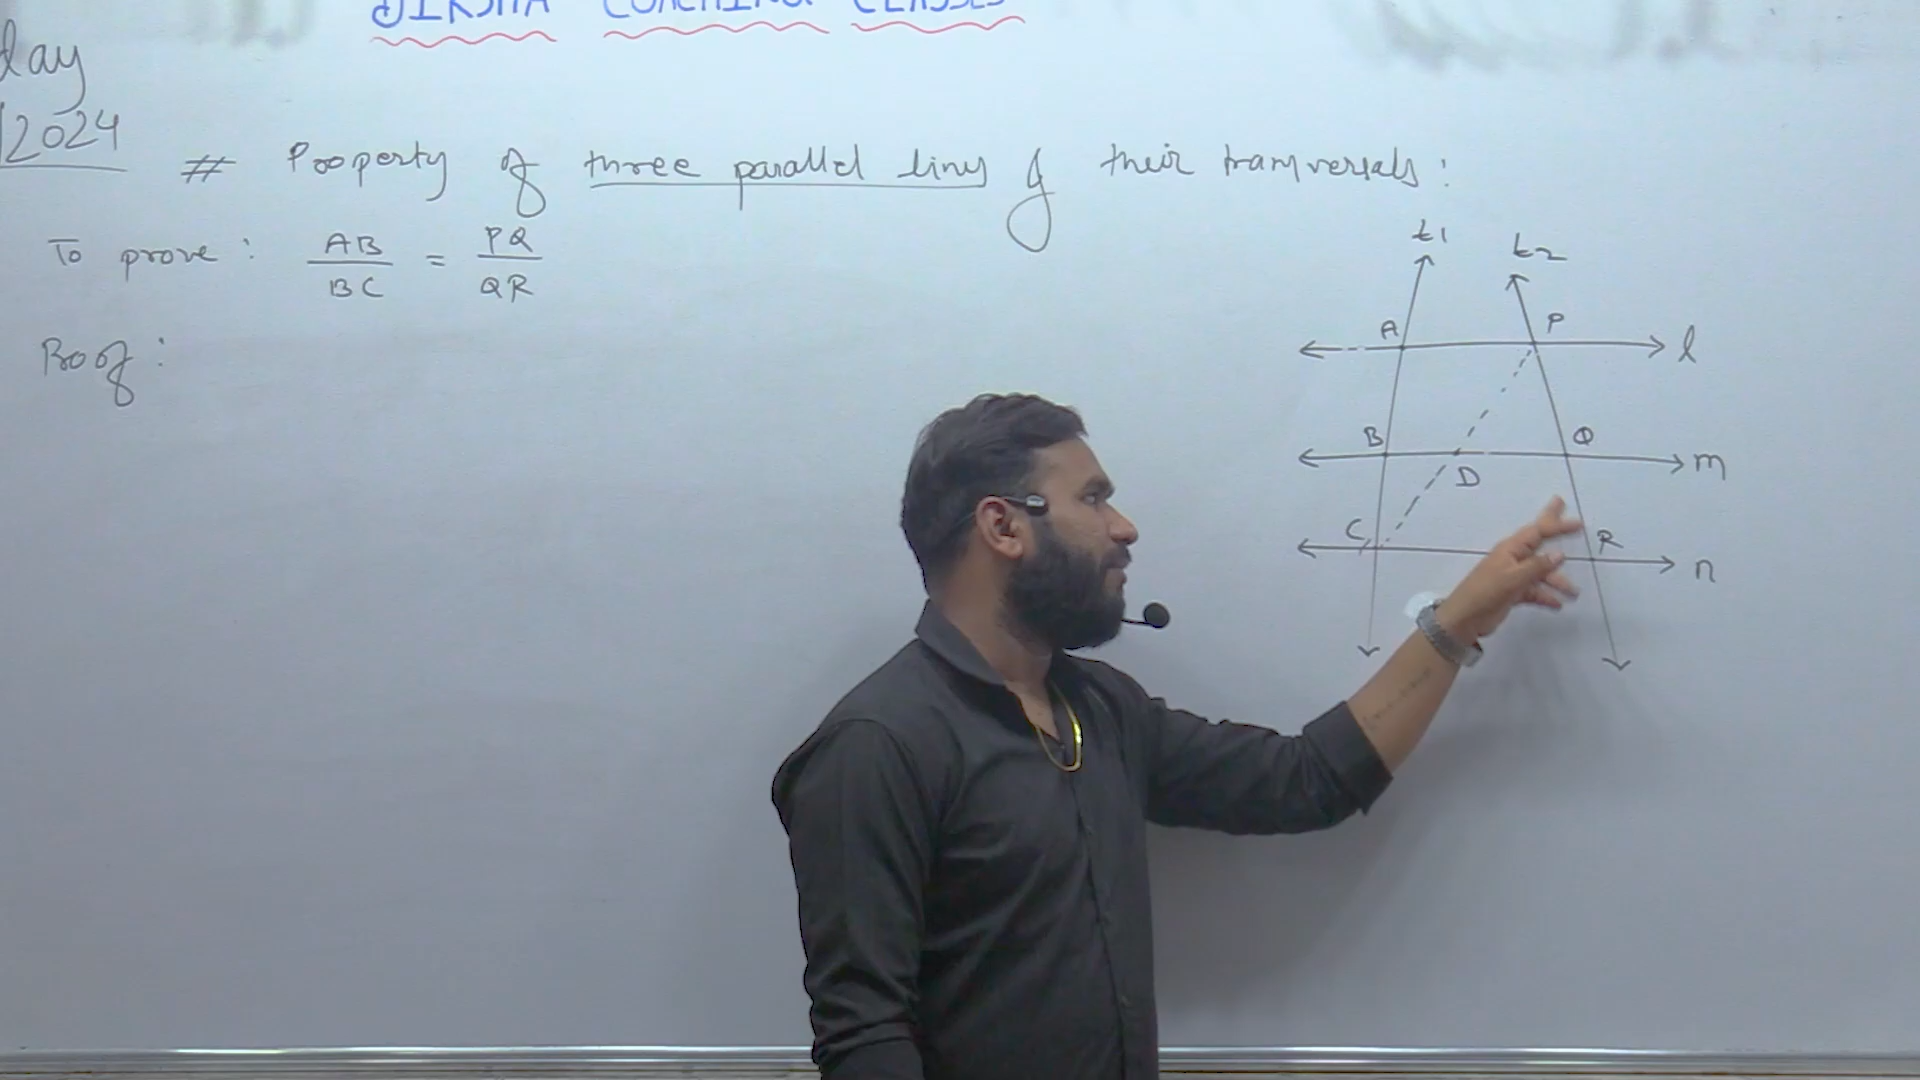 COACHING CLASSES
day
/2024
# Property of three parallel lines & their transversals :
To prove : AB/BC = PQ/QR
Proof :
t1 t2
A P l
B Q m
D
C R n